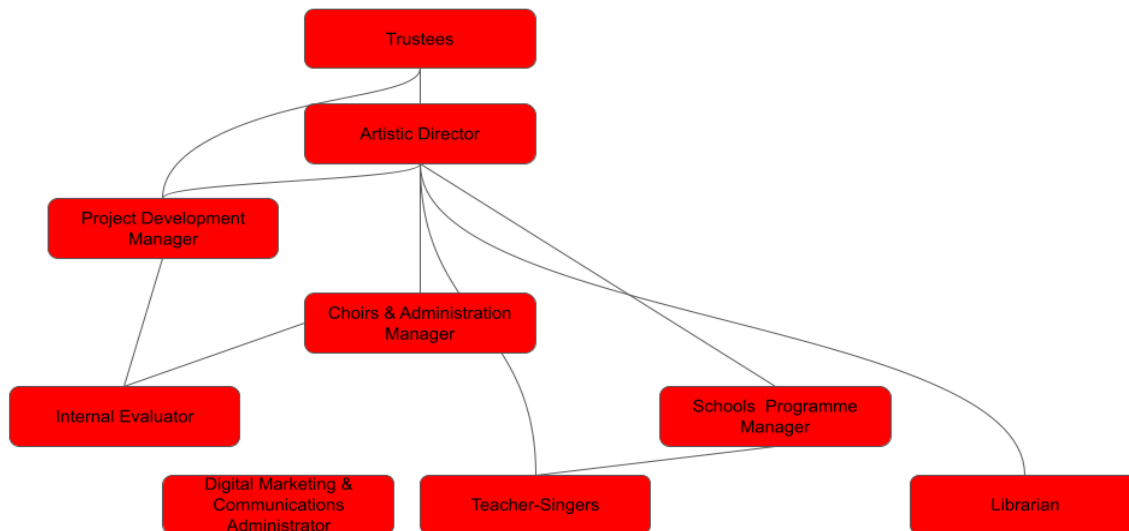 Trustees
Artistic Director
Project Development
Manager
Choirs & Administration
Manager
Internal Evaluator
Schools  Programme
Manager
Digital Marketing &
Communications
Administrator
Teacher-Singers
Librarian